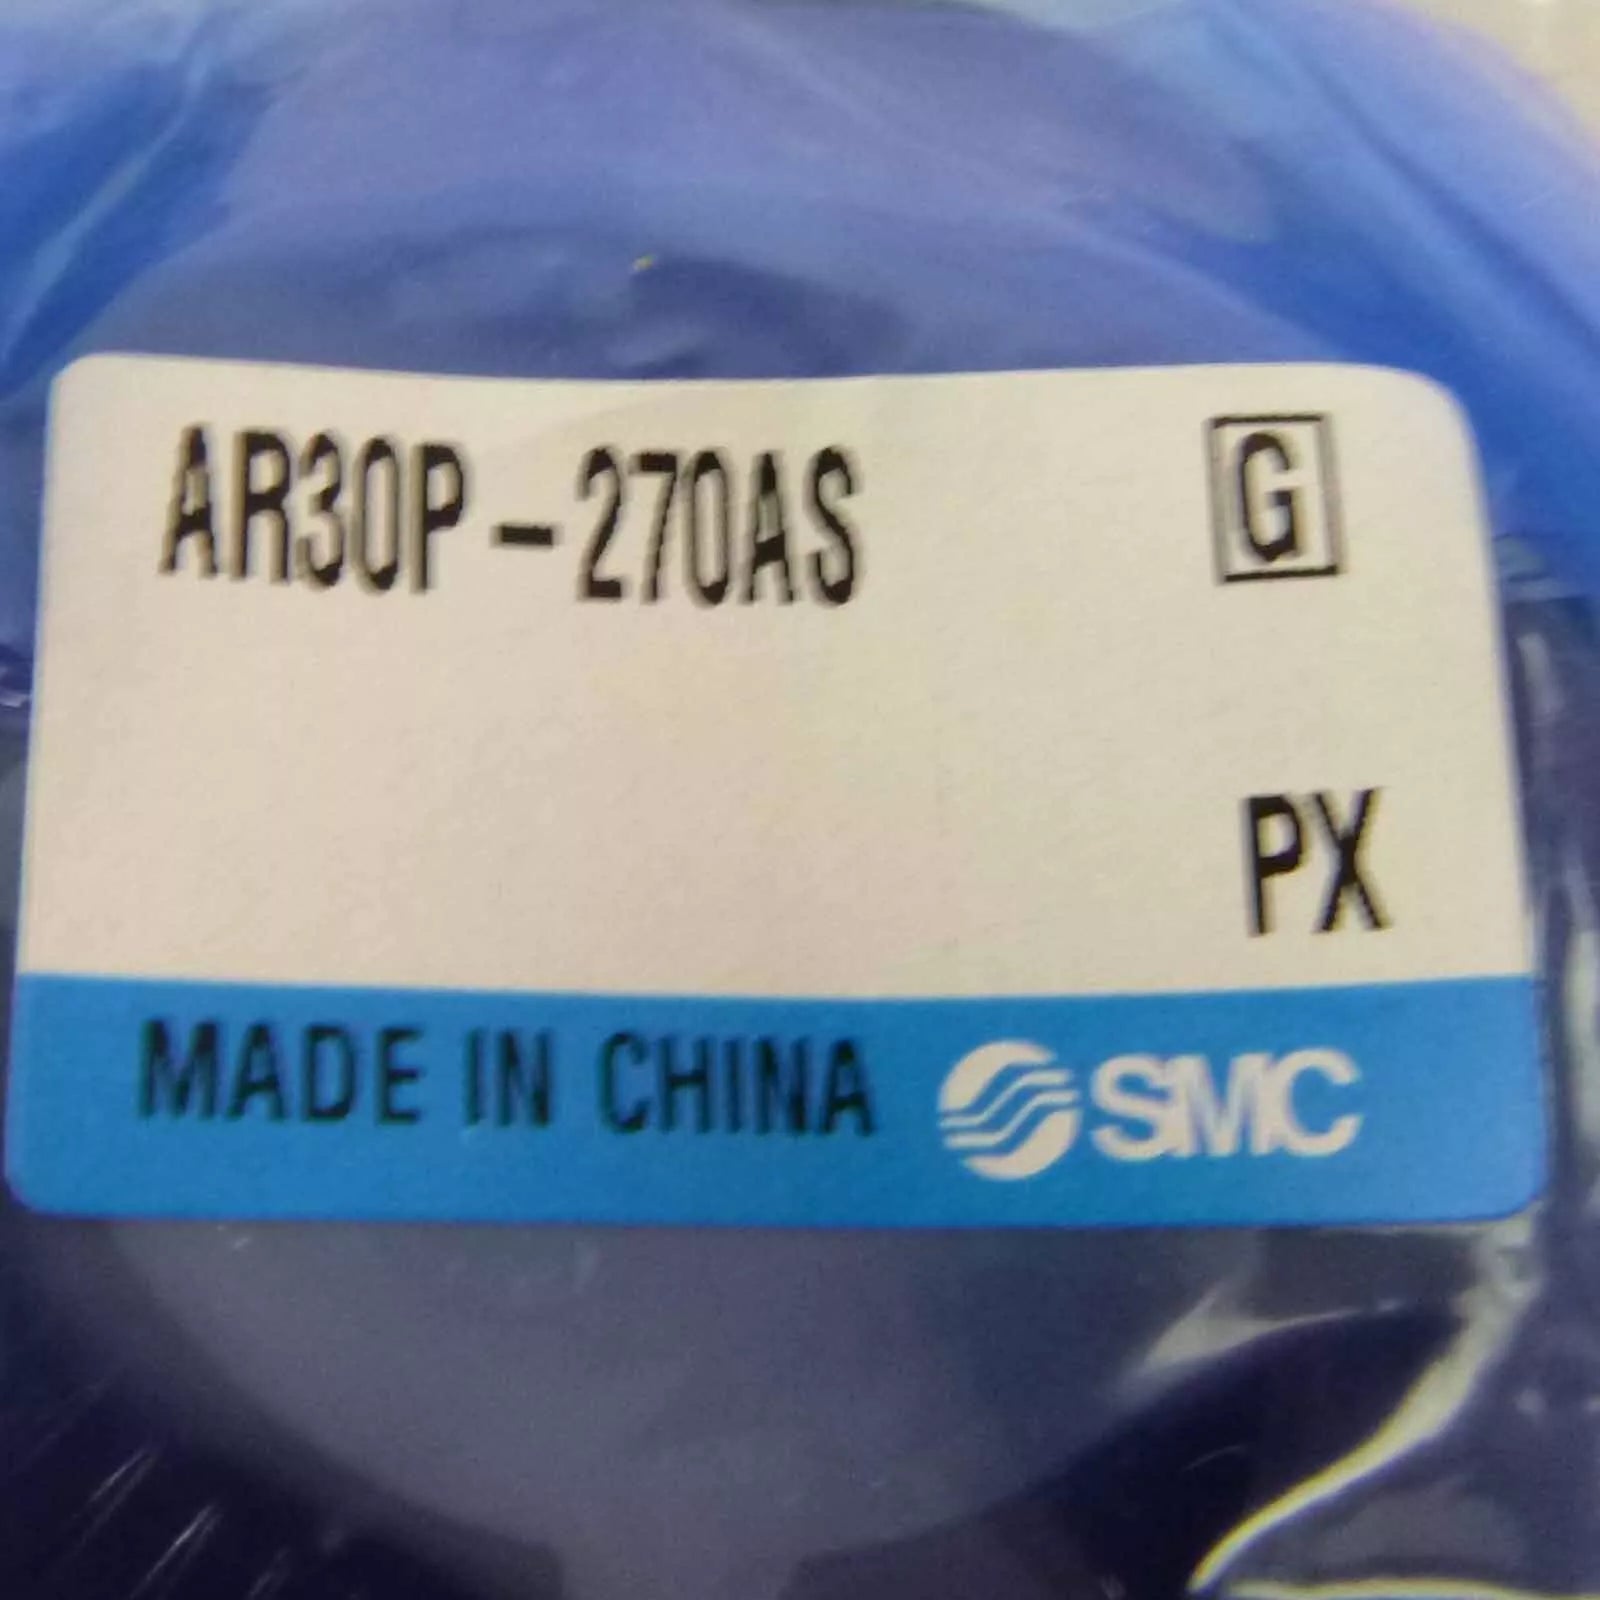 AR30P-270AS G
PX
MADE IN CHINA SMC